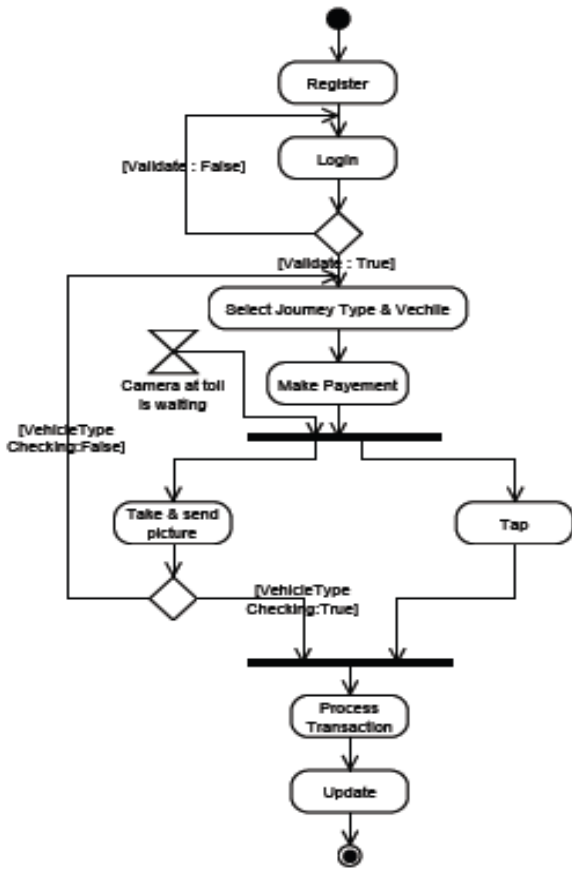 Register
Login
[Validate : False]
[Validate : True]
Select Journey Type & Vechile
Camera at toll
is waiting
Make Payement
[VehicleType
Checking:False]
Take & send
picture
Tap
[VehicleType
Checking:True]
Process
Transaction
Update